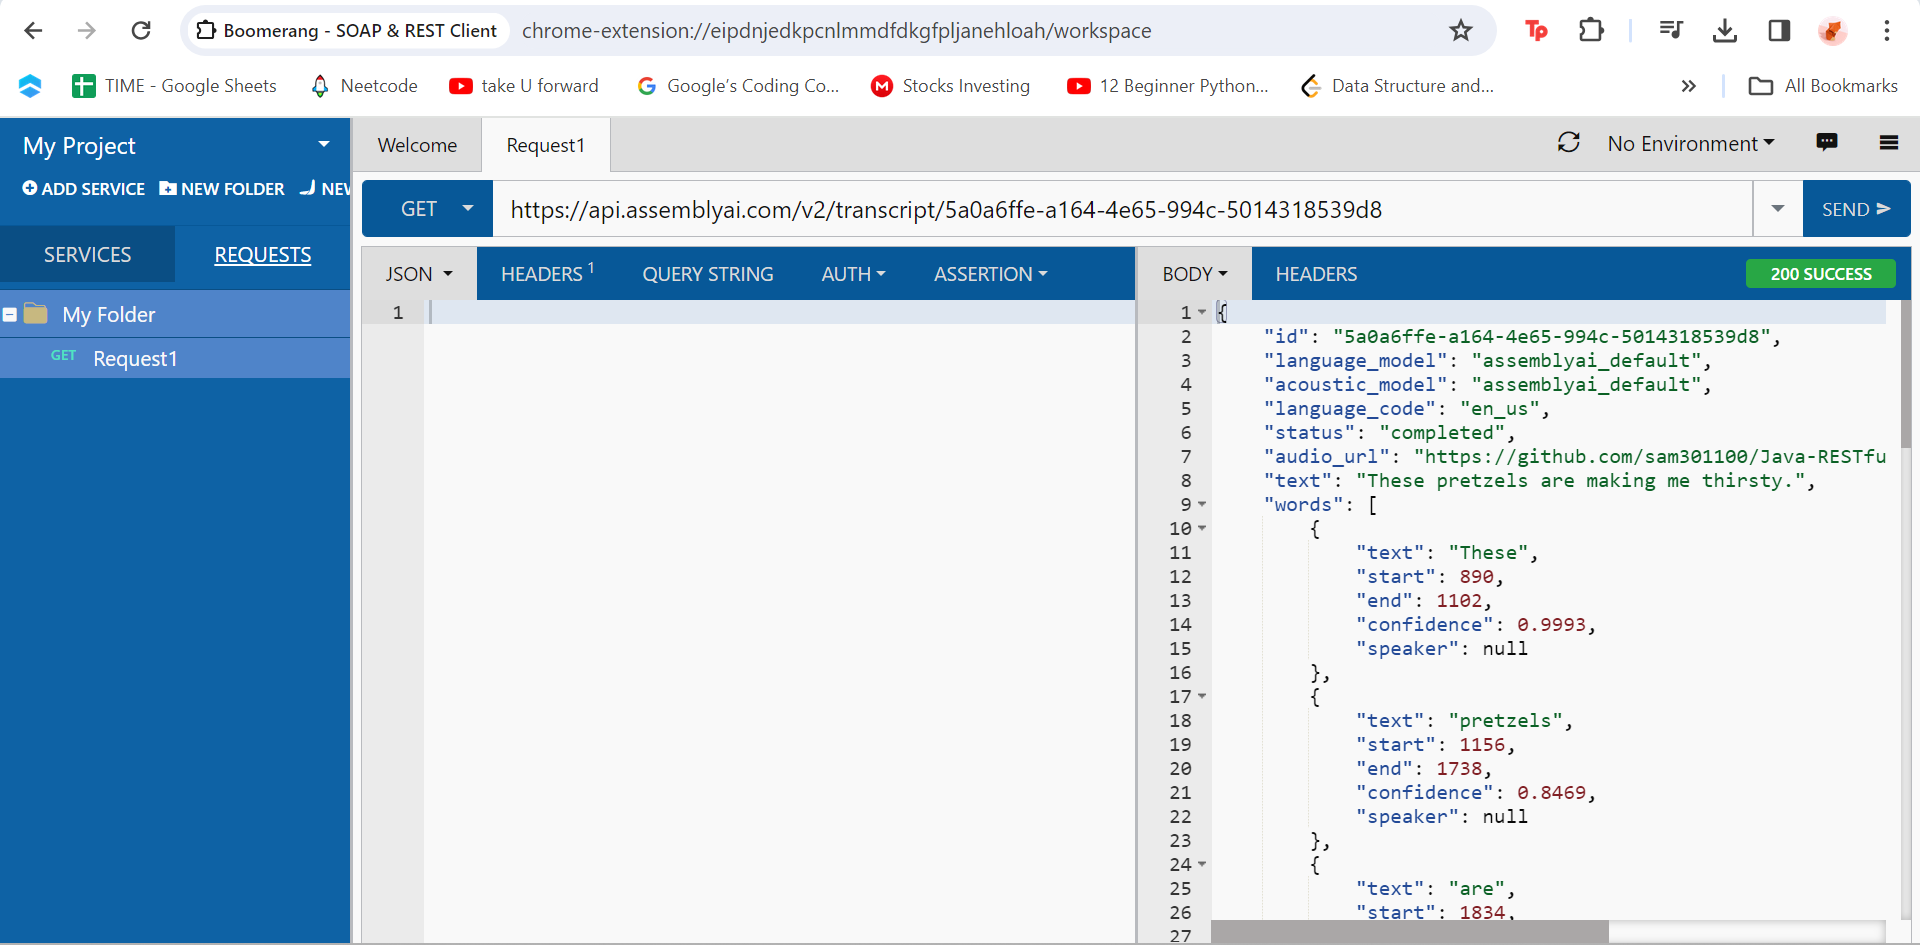 Boomerang - SOAP & REST Client chrome-extension://eipdnjedkpcnlmmdfdkgfpljanehloah/workspace
TIME - Google Sheets Neetcode take U forward Google's Coding Co... Stocks Investing 12 Beginner Python... Data Structure and... All Bookmarks
My Project
ADD SERVICE NEW FOLDER NEW
SERVICES REQUESTS
My Folder
GET Request1
Welcome Request1 No Environment
GET https://api.assemblyai.com/v2/transcript/5a0a6ffe-a164-4e65-994c-5014318539d8 SEND
JSON HEADERS 1 QUERY STRING AUTH ASSERTION
1
BODY HEADERS 200 SUCCESS
1 {
2 "id": "5a0a6ffe-a164-4e65-994c-5014318539d8",
3 "language_model": "assemblyai_default",
4 "acoustic_model": "assemblyai_default",
5 "language_code": "en_us",
6 "status": "completed",
7 "audio_url": "https://github.com/sam301100/Java-RESTfu
8 "text": "These pretzels are making me thirsty.",
9 "words": [
10 {
11 "text": "These",
12 "start": 890,
13 "end": 1102,
14 "confidence": 0.9993,
15 "speaker": null
16 },
17 {
18 "text": "pretzels",
19 "start": 1156,
20 "end": 1738,
21 "confidence": 0.8469,
22 "speaker": null
23 },
24 {
25 "text": "are",
26 "start": 1834,
27